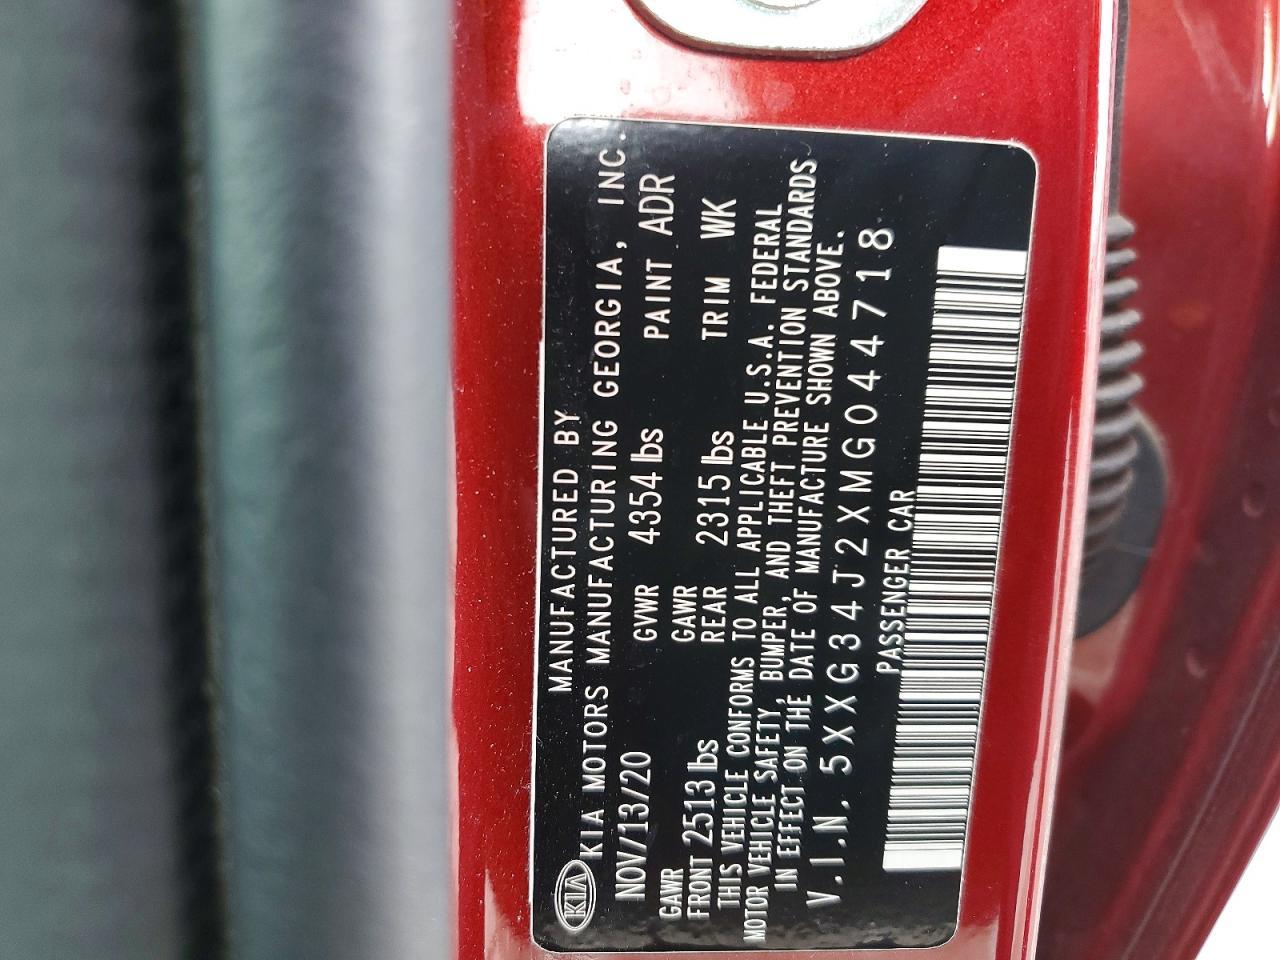 MANUFACTURED BY
KIA KIA MOTORS MANUFACTURING GEORGIA, INC.
NOV/13/20 GVWR 4354 lbs PAINT ADR
GAWR FRONT 2513 lbs GAWR REAR 2315 lbs TRIM WK
THIS VEHICLE CONFORMS TO ALL APPLICABLE U.S.A. FEDERAL
MOTOR VEHICLE SAFETY, BUMPER, AND THEFT PREVENTION STANDARDS
IN EFFECT ON THE DATE OF MANUFACTURE SHOWN ABOVE.
V.I.N. 5XXG34J2XMG044718
PASSENGER CAR